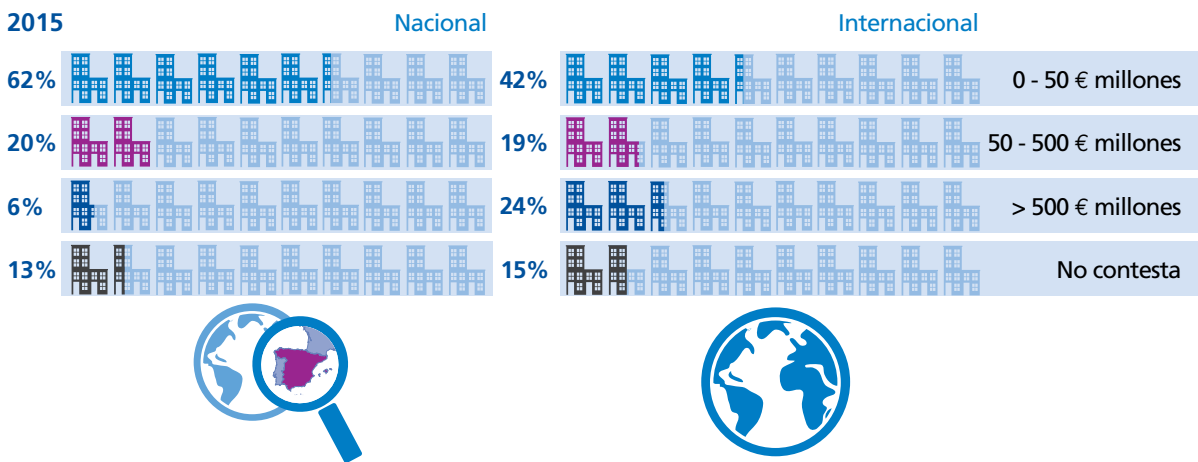 2015 Nacional Internacional
62% 42% 0 - 50 € millones
20% 19% 50 - 500 € millones
6% 24% > 500 € millones
13% 15% No contesta